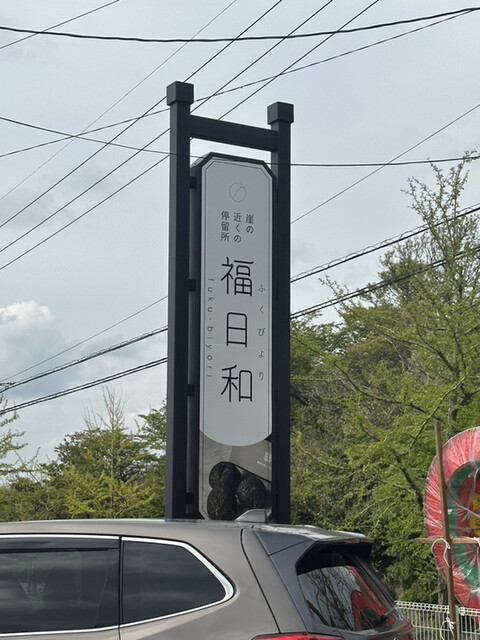 崖の
近くの
停留所
福日和
ふくびより
fuku-biyori